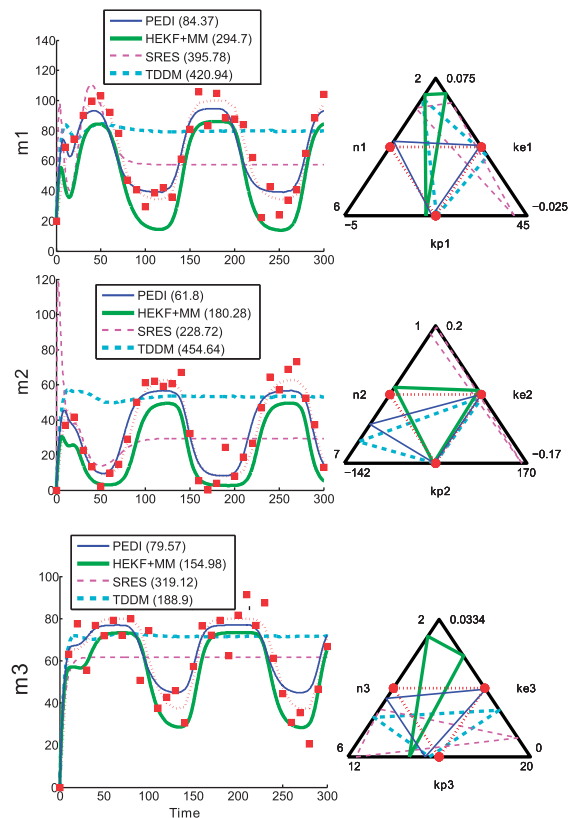 PEDI (84.37)
HEKF+MM (294.7)
SRES (395.78)
TDDM (420.94)
140
120
100
80
60
40
20
0
m1
0 50 100 150 200 250 300
2 0.075
n1 ke1
6 −0.025
−5 45
kp1
PEDI (61.8)
HEKF+MM (180.28)
SRES (228.72)
TDDM (454.64)
120
100
80
60
40
20
0
m2
0 50 100 150 200 250 300
1 0.2
n2 ke2
7 −0.17
−142 170
kp2
PEDI (79.57)
HEKF+MM (154.98)
SRES (319.12)
TDDM (188.9)
100
80
60
40
20
0
m3
0 50 100 150 200 250 300
Time
2 0.0334
n3 ke3
6 0
12 20
kp3